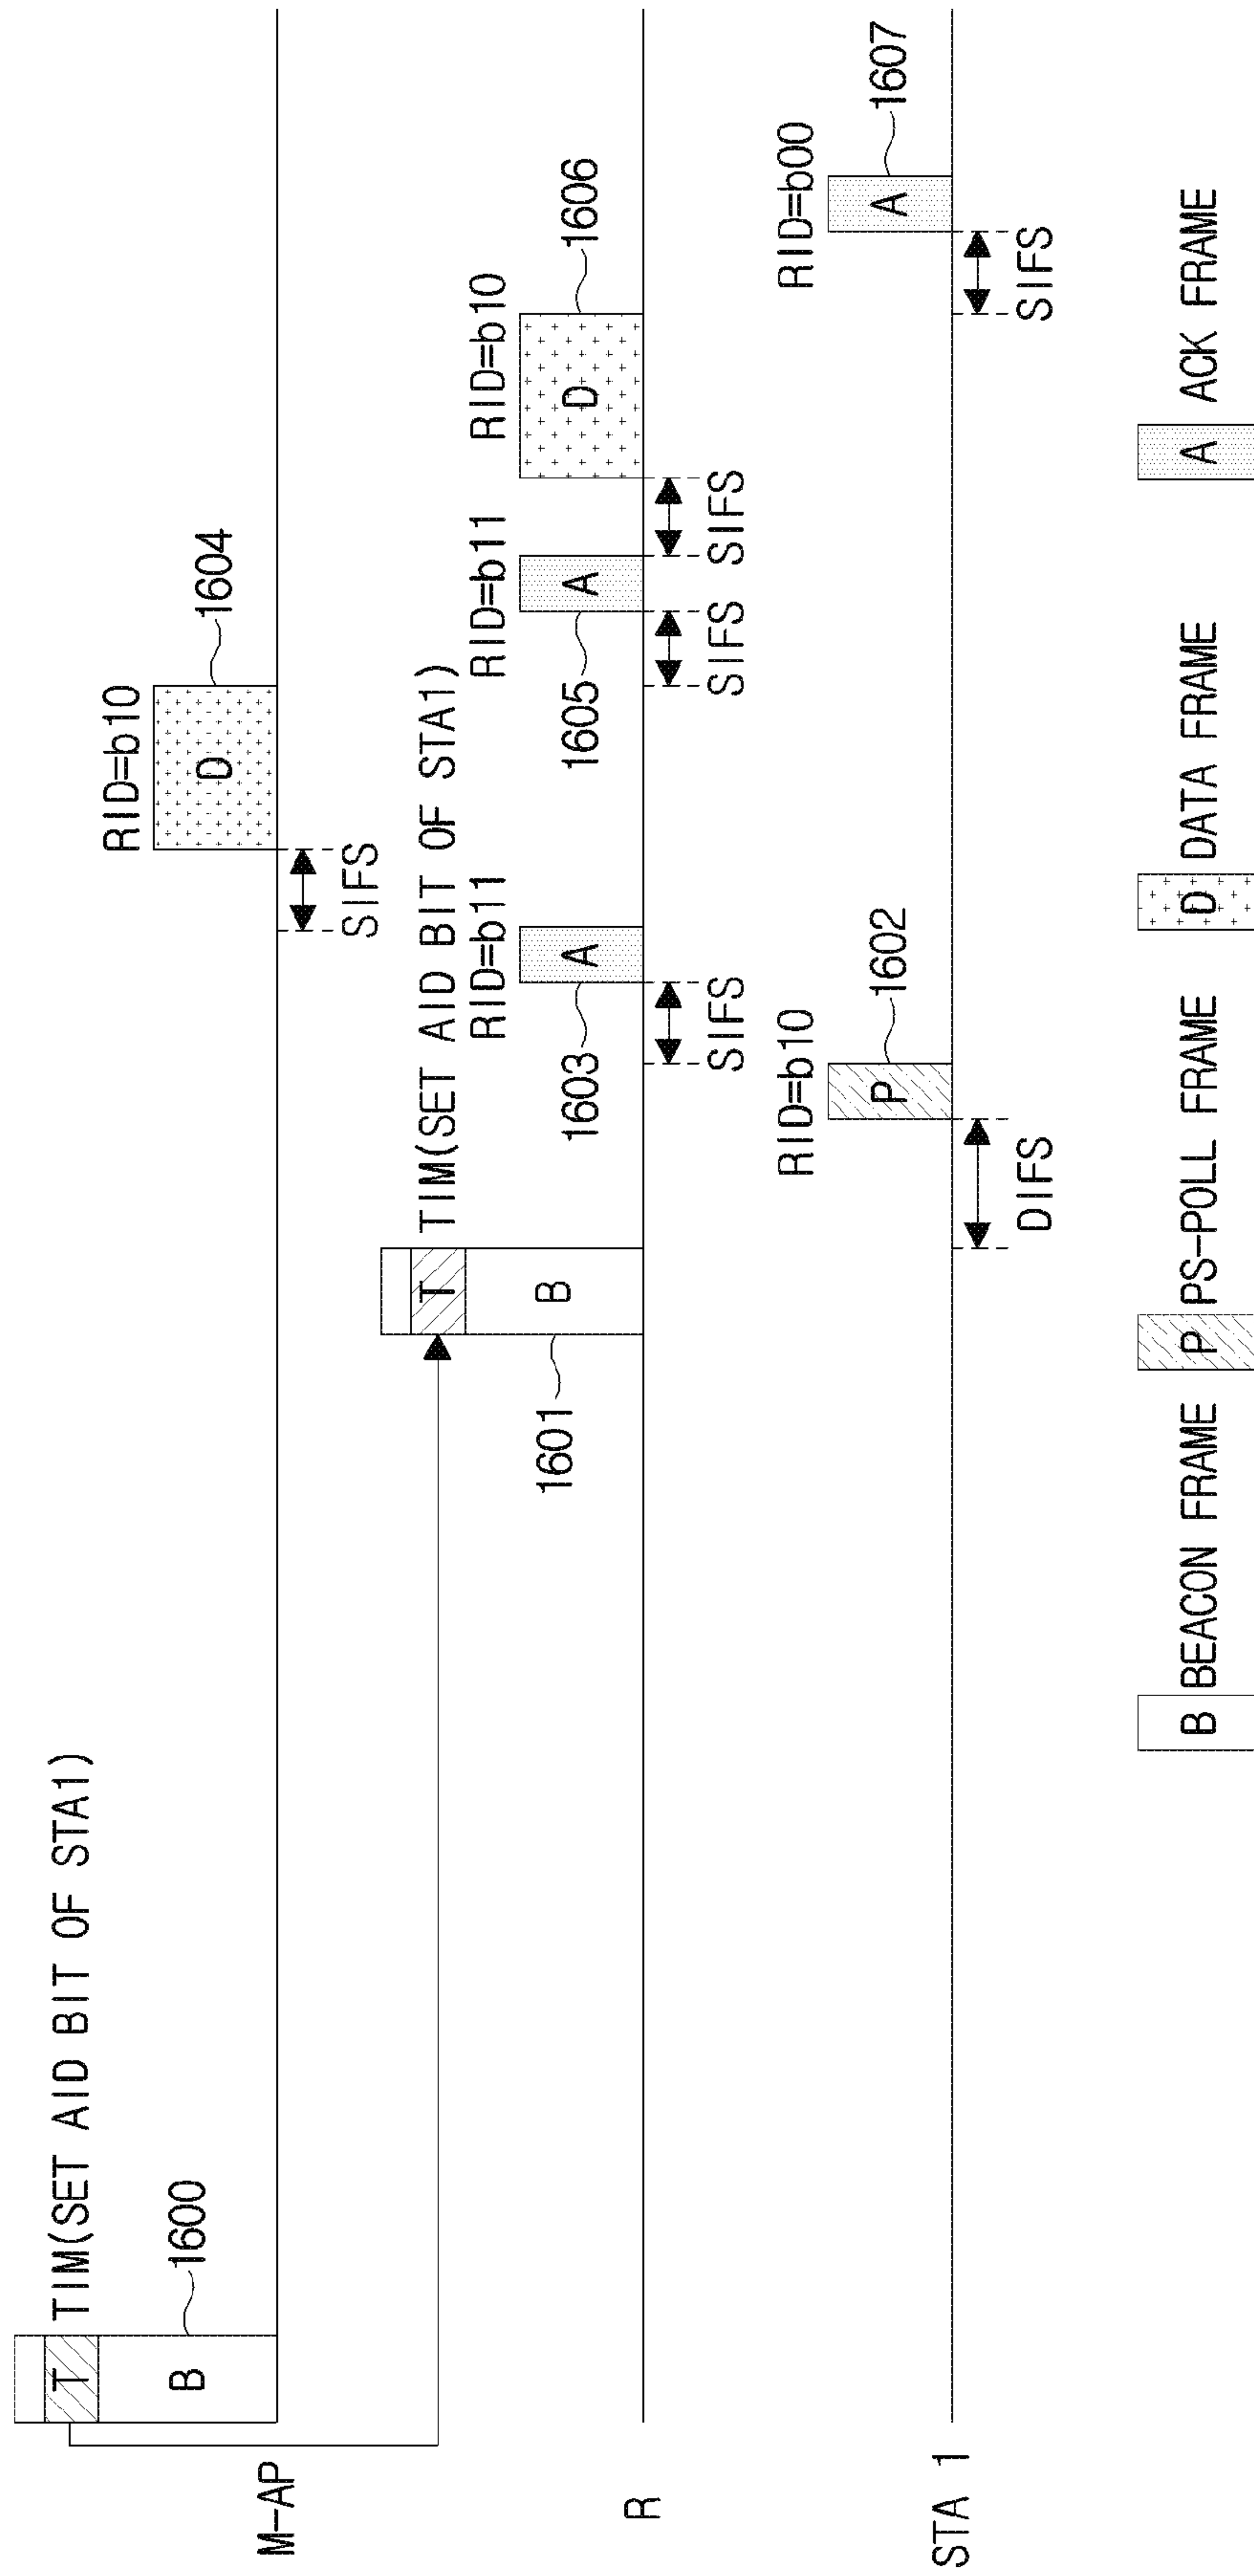 TIM(SET AID BIT OF STA1)
T
B
1600
M-AP
RID=b10
D
1604
SIFS
TIM(SET AID BIT OF STA1)
T
B
1601
R
RID=b11
A
1603
SIFS
RID=b11
A
1605
SIFS
SIFS
RID=b10
D
1606
STA 1
RID=b10
P
1602
DIFS
RID=b00
A
1607
SIFS
B BEACON FRAME
P PS-POLL FRAME
D DATA FRAME
A ACK FRAME